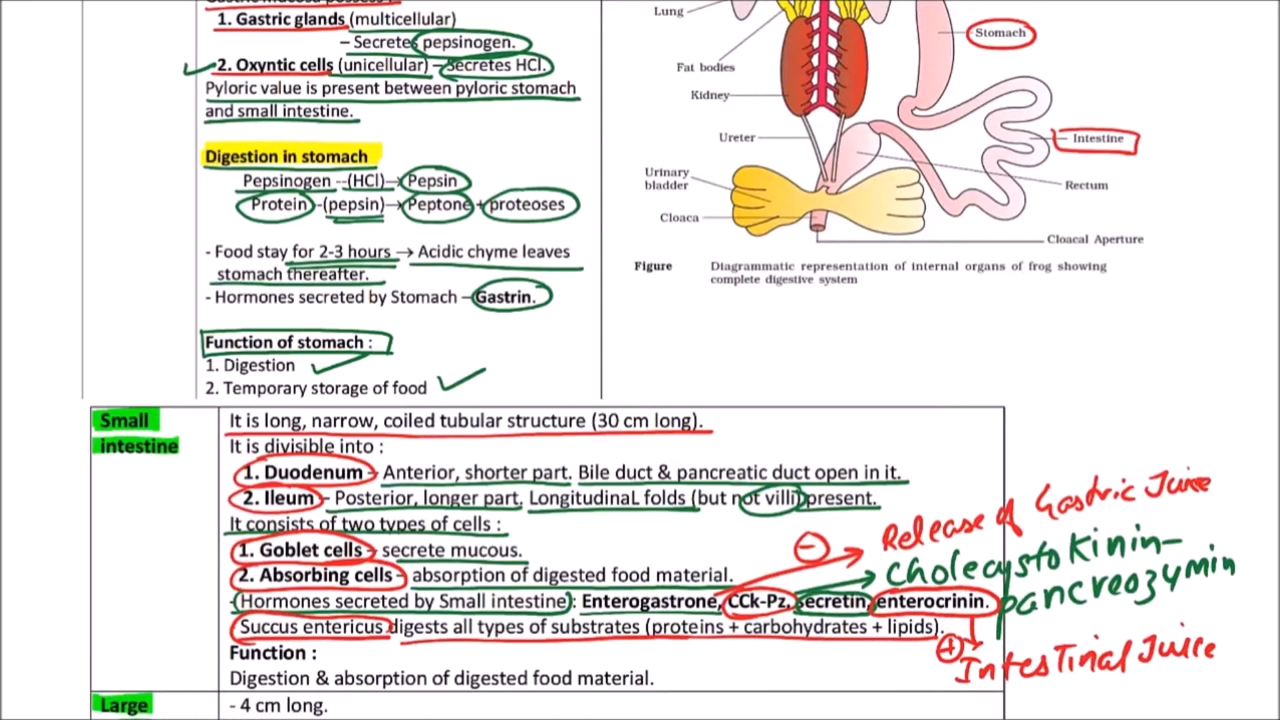 Gastric mucosa possess :
1. Gastric glands (multicellular)
– Secretes pepsinogen.
2. Oxyntic cells (unicellular) – Secretes HCl.
Pyloric value is present between pyloric stomach
and small intestine.
Digestion in stomach
Pepsinogen --(HCl)→ Pepsin
Protein -(pepsin)→ Peptone + proteoses
- Food stay for 2-3 hours → Acidic chyme leaves
stomach thereafter.
- Hormones secreted by Stomach – Gastrin.
Function of stomach :
1. Digestion
2. Temporary storage of food
Lung
Stomach
Fat bodies
Kidney
Ureter
Intestine
Urinary
bladder
Rectum
Cloaca
Cloacal Aperture
Figure Diagrammatic representation of internal organs of frog showing
complete digestive system
Small
intestine
It is long, narrow, coiled tubular structure (30 cm long).
It is divisible into :
1. Duodenum – Anterior, shorter part. Bile duct & pancreatic duct open in it.
2. Ileum – Posterior, longer part. LongitudinaL folds (but not villi) present.
It consists of two types of cells :
1. Goblet cells – secrete mucous.
2. Absorbing cells – absorption of digested food material.
Hormones secreted by Small intestine : Enterogastrone, CCk-Pz, secretin, enterocrinin.
Succus entericus digests all types of substrates (proteins + carbohydrates + lipids).
Function :
Digestion & absorption of digested food material.
⊖ Release of Gastric Juice
Cholecystokinin-
pancreozymin
⊕ Intestinal Juice
Large
- 4 cm long.